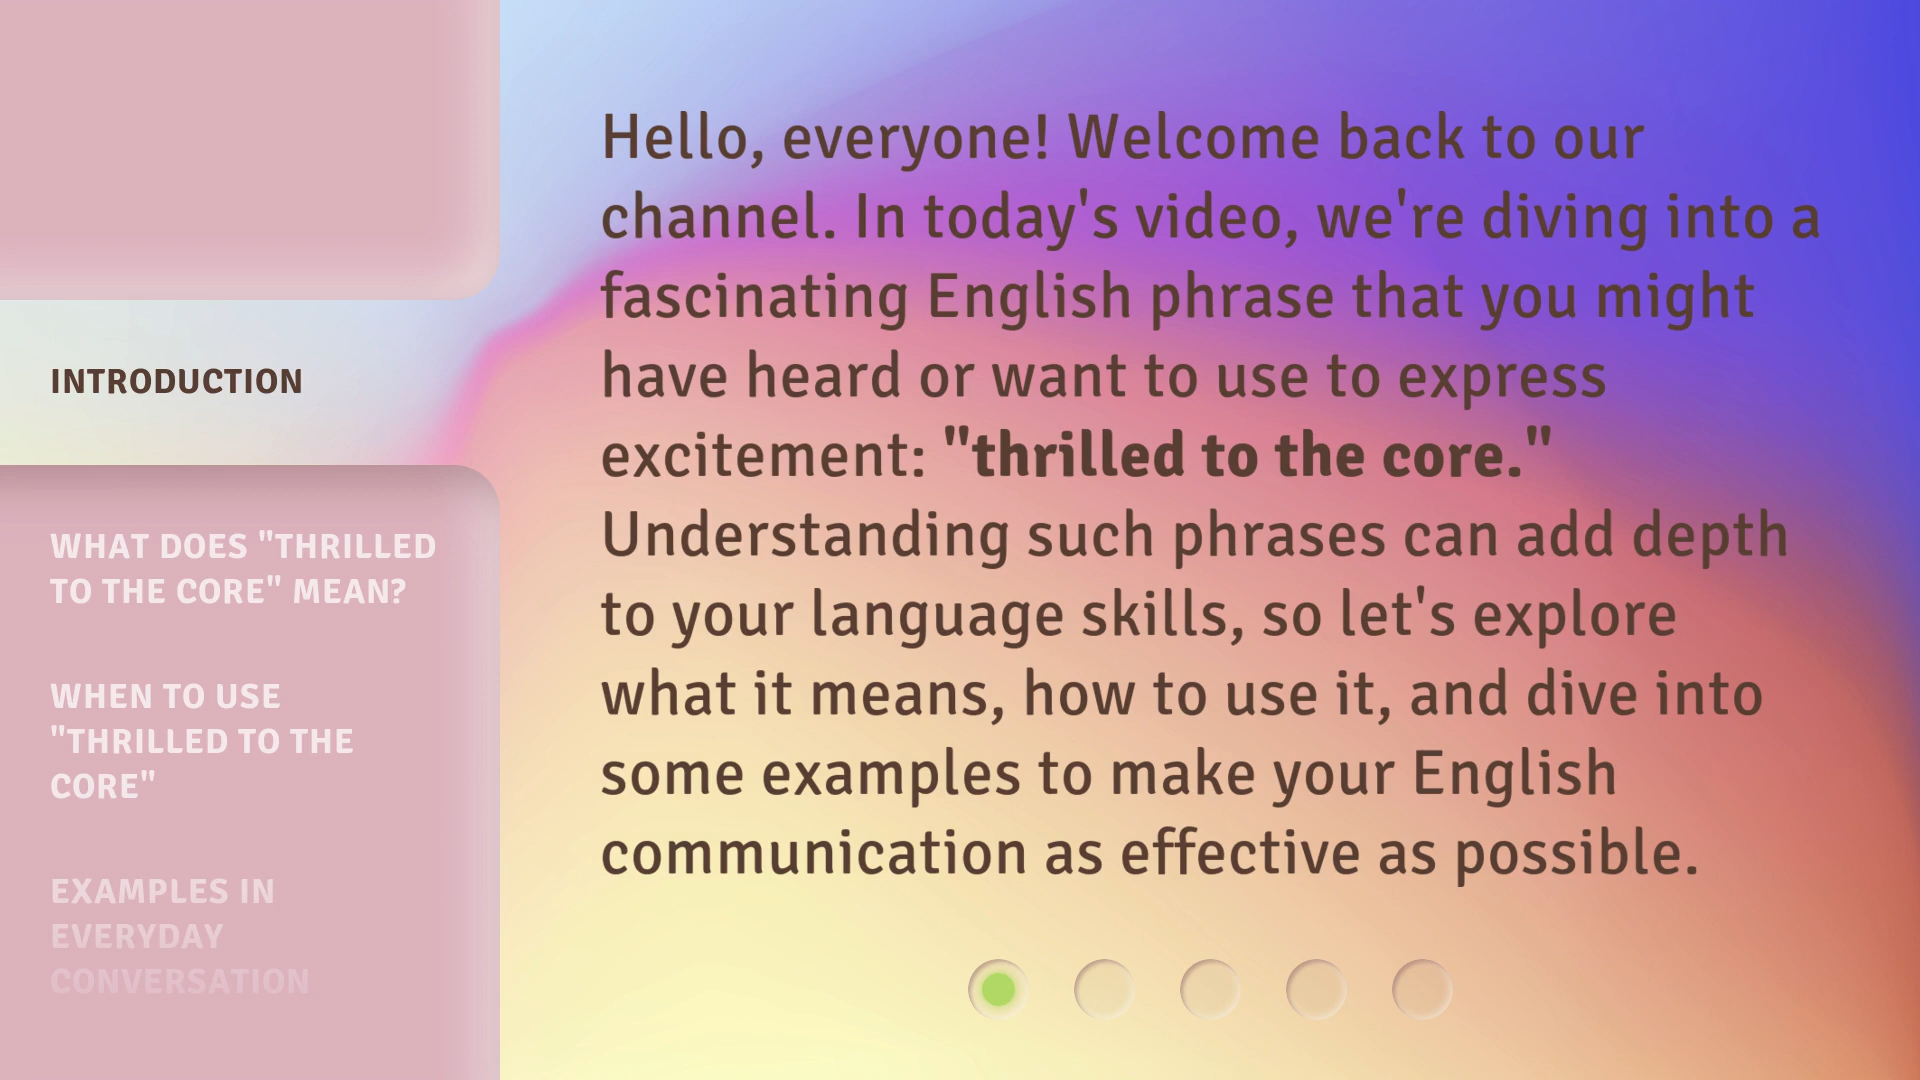 INTRODUCTION
WHAT DOES "THRILLED
TO THE CORE" MEAN?
WHEN TO USE
"THRILLED TO THE
CORE"
EXAMPLES IN
EVERYDAY
CONVERSATION
Hello, everyone! Welcome back to our
channel. In today's video, we're diving into a
fascinating English phrase that you might
have heard or want to use to express
excitement: "thrilled to the core."
Understanding such phrases can add depth
to your language skills, so let's explore
what it means, how to use it, and dive into
some examples to make your English
communication as effective as possible.